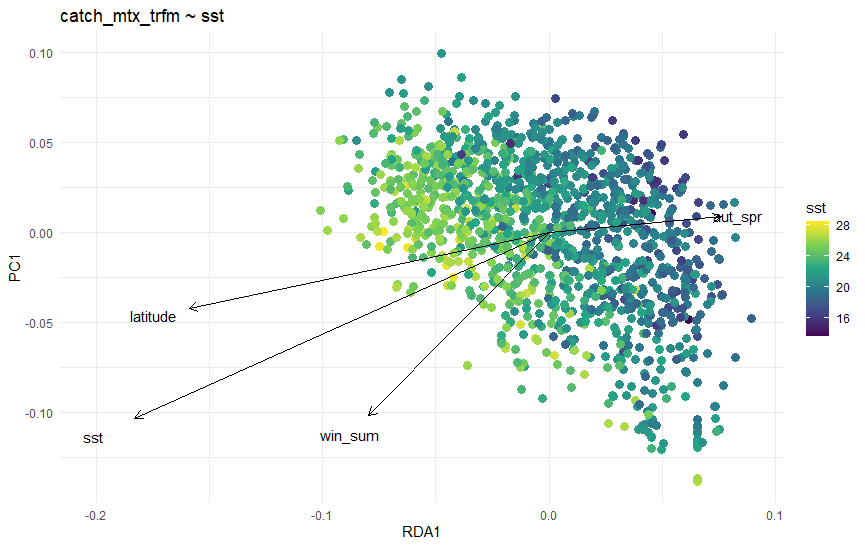 catch_mtx_trfm ~ sst
0.10
0.05
0.00
-0.05
-0.10
PC1
aut_spr
latitude
sst
win_sum
-0.2
-0.1
0.0
0.1
RDA1
sst
28
24
20
16